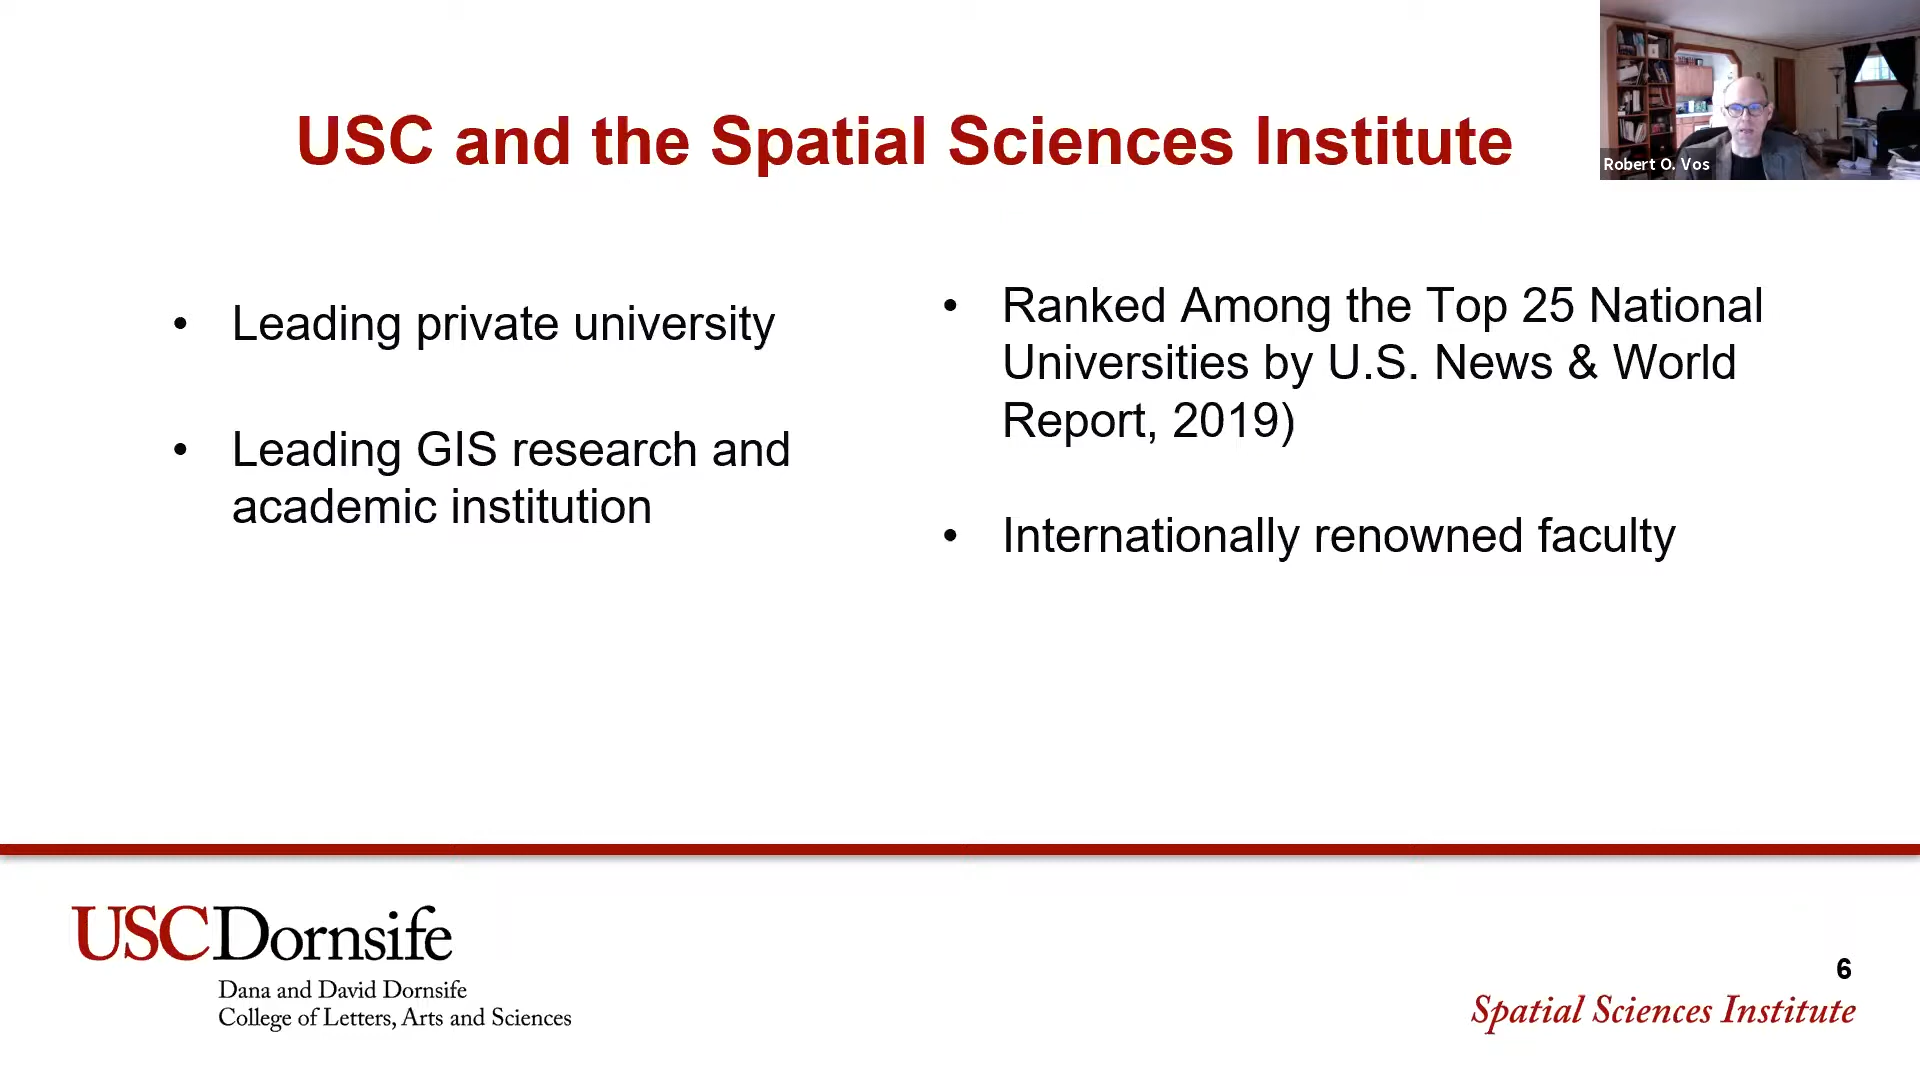 USC and the Spatial Sciences Institute
Robert O. Vos
• Leading private university
• Leading GIS research and
academic institution
• Ranked Among the Top 25 National
Universities by U.S. News & World
Report, 2019)
• Internationally renowned faculty
USCDornsife
Dana and David Dornsife
College of Letters, Arts and Sciences
6
Spatial Sciences Institute